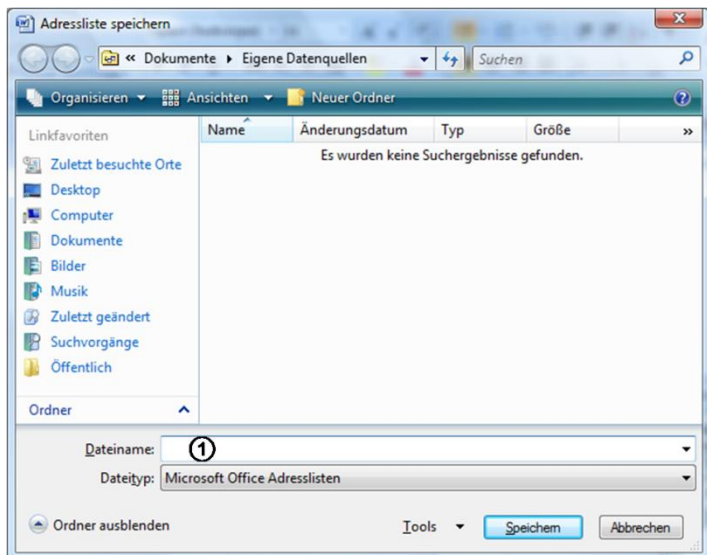 Adressliste speichern
« Dokumente ▸ Eigene Datenquellen Suchen
Organisieren Ansichten Neuer Ordner
Linkfavoriten
Name Änderungsdatum Typ Größe »
Es wurden keine Suchergebnisse gefunden.
Zuletzt besuchte Orte
Desktop
Computer
Dokumente
Bilder
Musik
Zuletzt geändert
Suchvorgänge
Öffentlich
Ordner
Dateiname: ①
Dateityp: Microsoft Office Adresslisten
Ordner ausblenden Tools Speichern Abbrechen